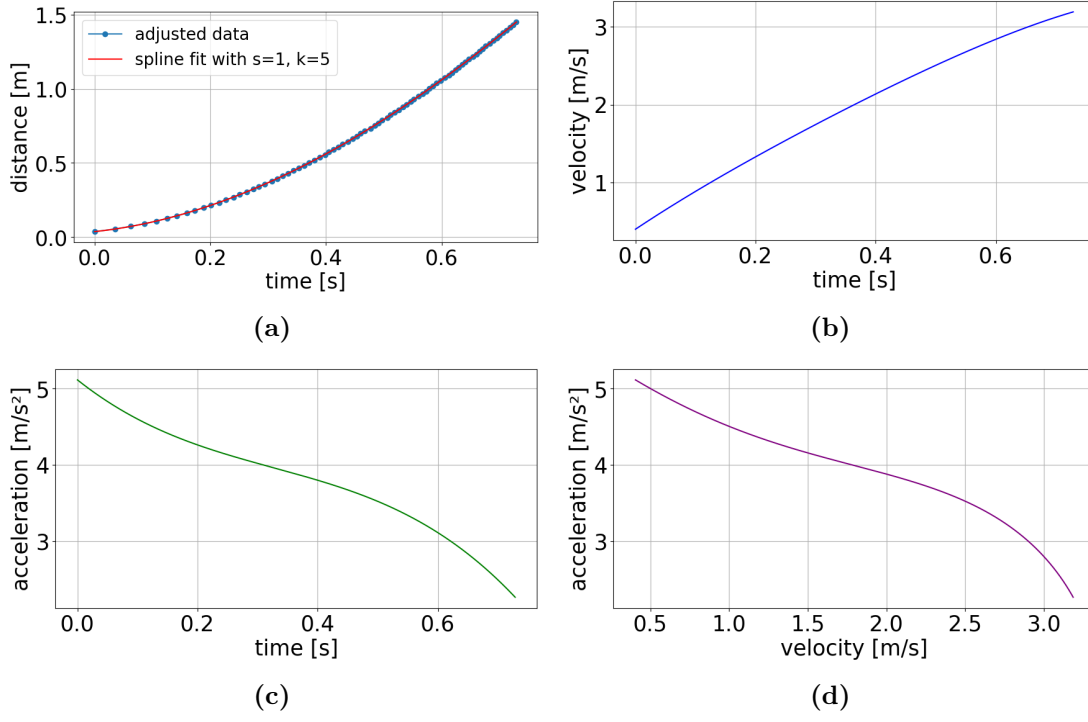 1.5
1.0
0.5
0.0
distance [m]
adjusted data
spline fit with s=1, k=5
0.0 0.2 0.4 0.6
time [s]
(a)
3
2
1
velocity [m/s]
0.0 0.2 0.4 0.6
time [s]
(b)
5
4
3
acceleration [m/s²]
0.0 0.2 0.4 0.6
time [s]
(c)
5
4
3
acceleration [m/s²]
0.5 1.0 1.5 2.0 2.5 3.0
velocity [m/s]
(d)